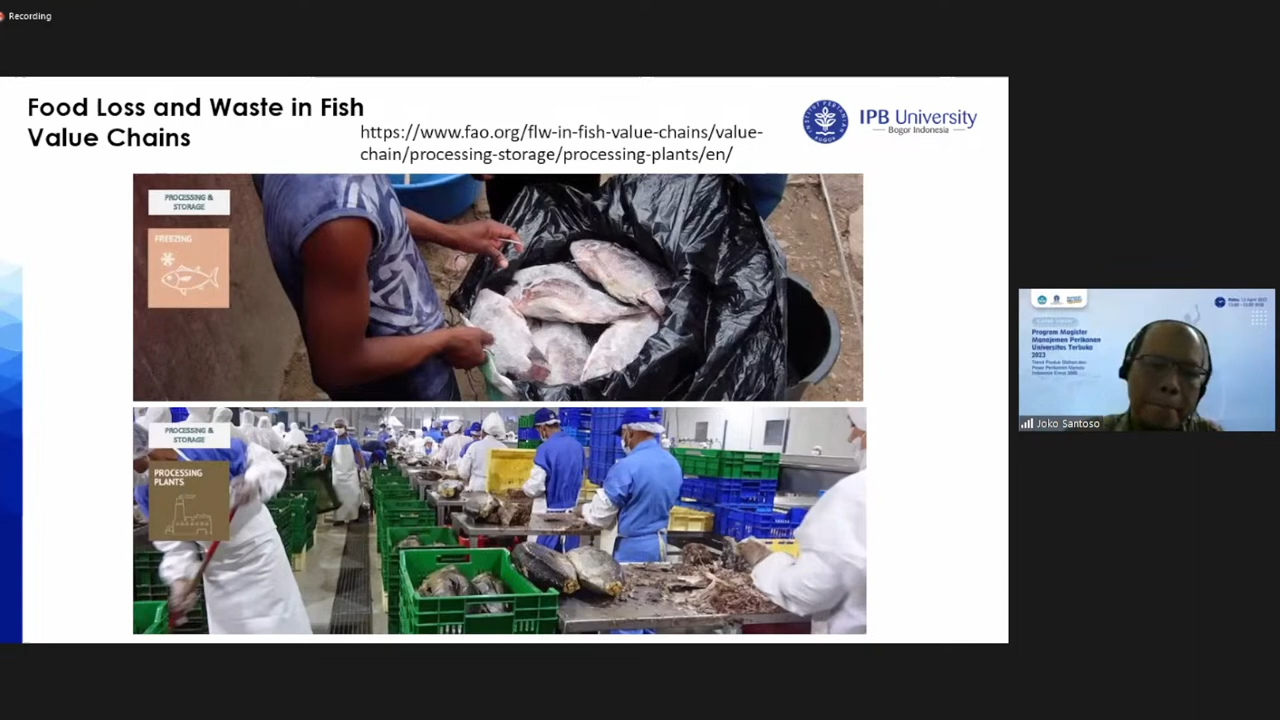 Recording
Food Loss and Waste in Fish
Value Chains
https://www.fao.org/flw-in-fish-value-chains/value-
chain/processing-storage/processing-plants/en/
IPB University
Bogor Indonesia
PROCESSING &
STORAGE
FREEZING
PROCESSING &
STORAGE
PROCESSING
PLANTS
Program Magister
Manajemen Perikanan
Universitas Terbuka
2023
Joko Santoso